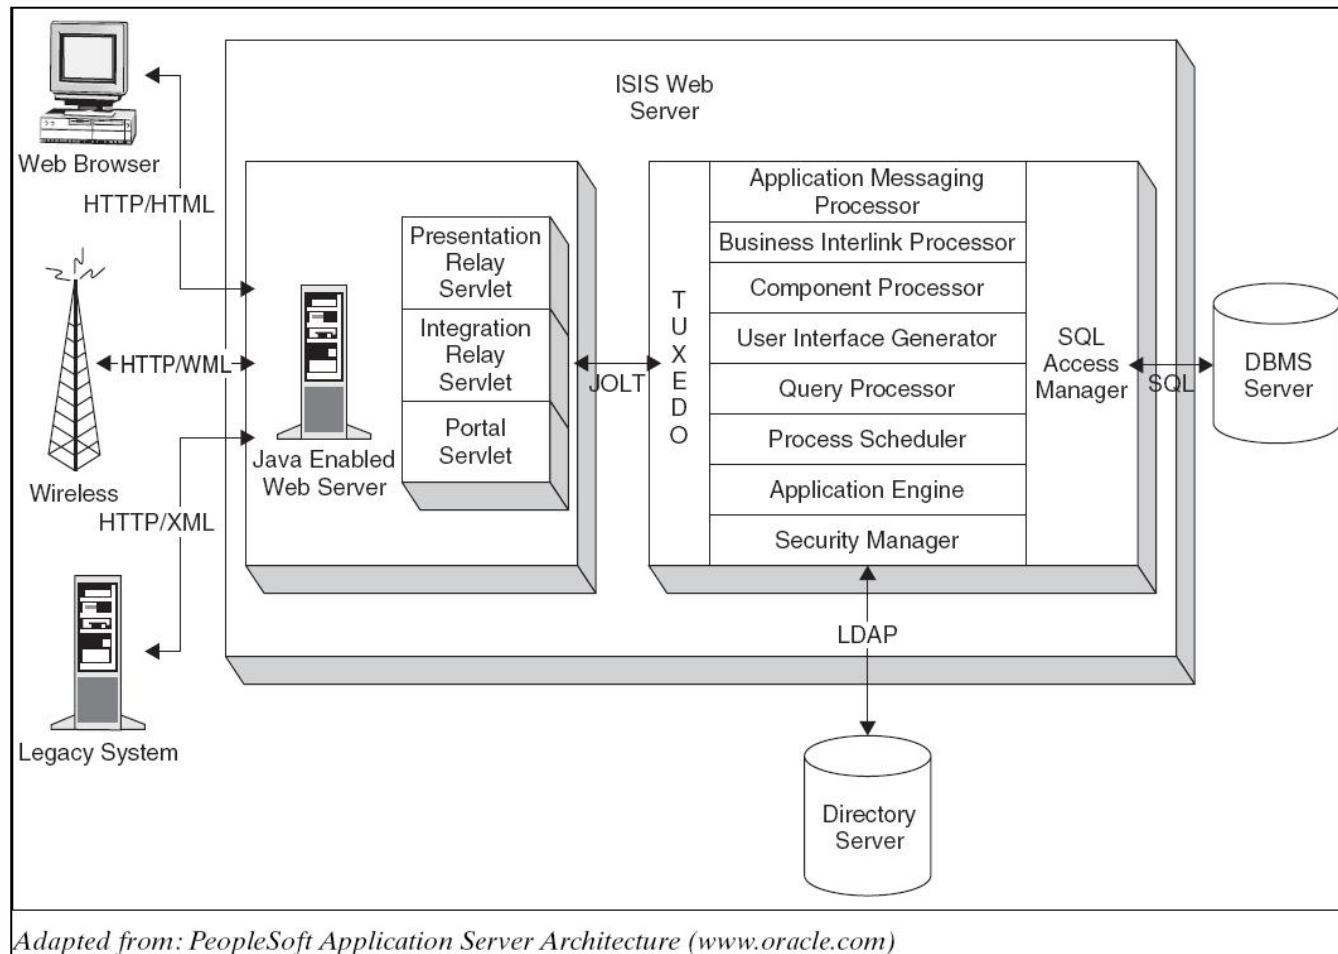 ISIS Web
Server
Web Browser
HTTP/HTML
HTTP/WML
Wireless
HTTP/XML
Legacy System
Java Enabled
Web Server
Presentation
Relay
Servlet
Integration
Relay
Servlet
Portal
Servlet
JOLT
TUXEDO
Application Messaging
Processor
Business Interlink Processor
Component Processor
User Interface Generator
Query Processor
Process Scheduler
Application Engine
Security Manager
SQL
Access
Manager
SQL
DBMS
Server
LDAP
Directory
Server
Adapted from: PeopleSoft Application Server Architecture (www.oracle.com)